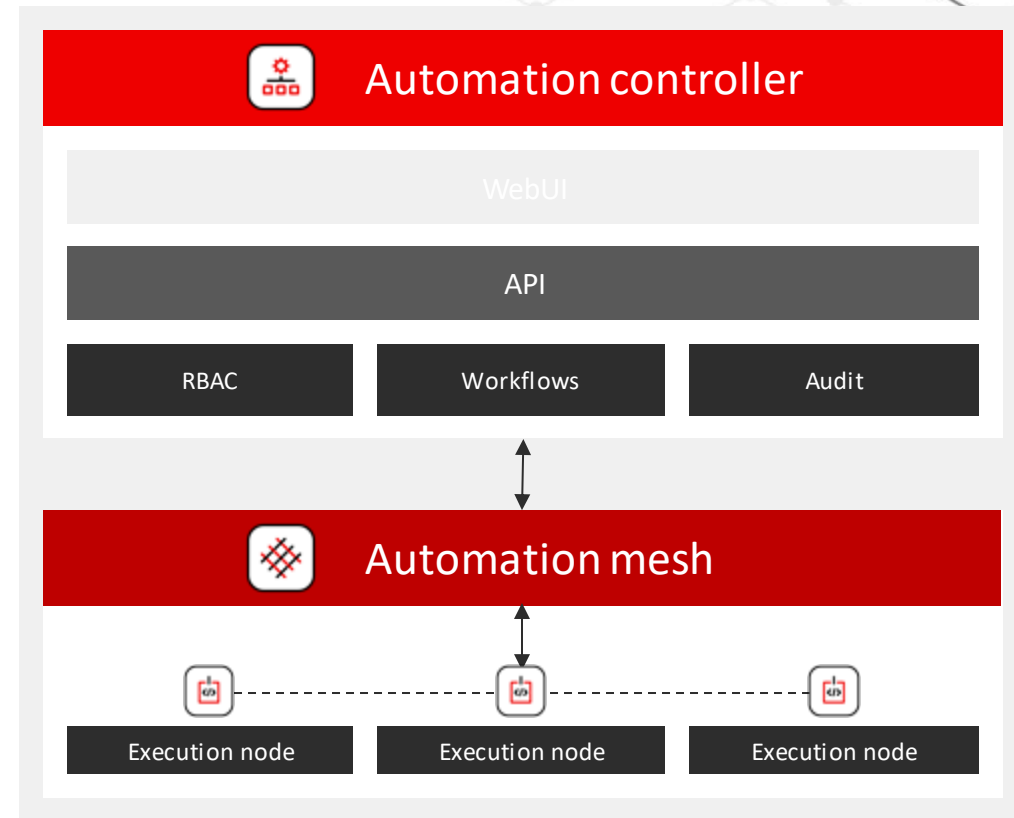 Automation controller
WebUI
API
RBAC
Workflows
Audit
Automation mesh
Execution node
Execution node
Execution node